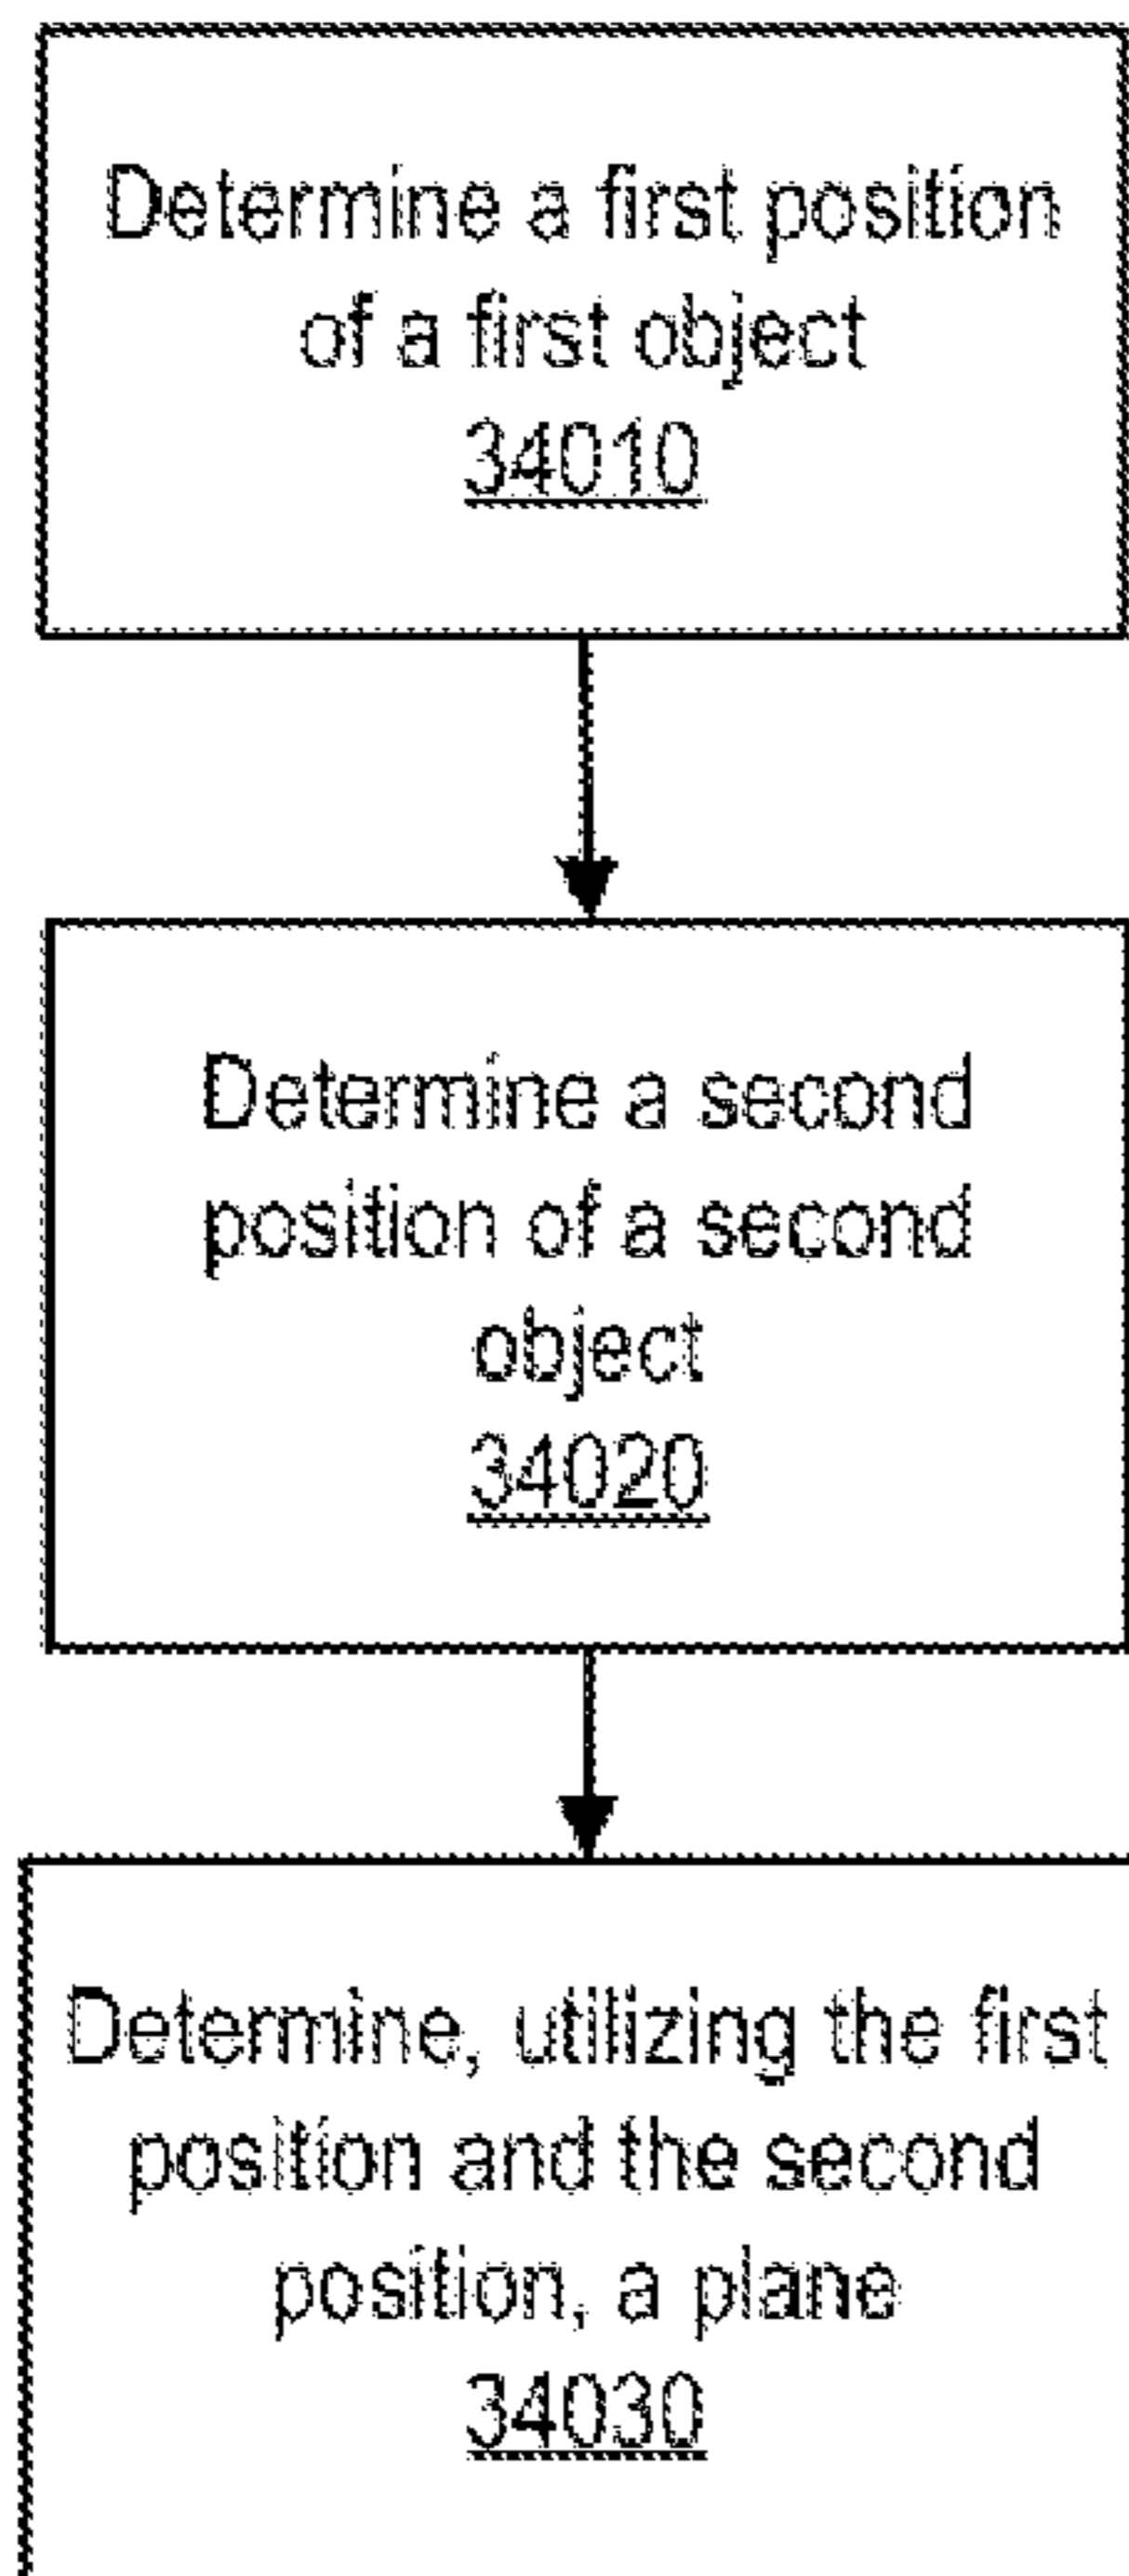 Determine a first position
of a first object
34010
Determine a second
position of a second
object
34020
Determine, utilizing the first
position and the second
position, a plane
34030